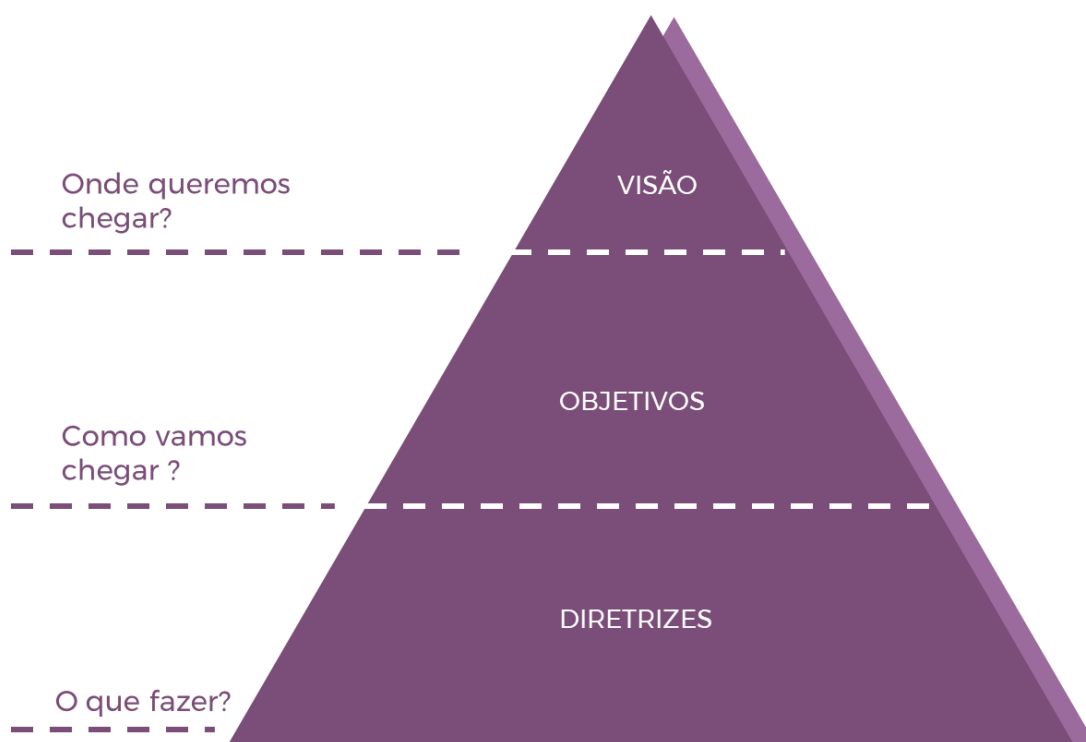 Onde queremos
chegar?
VISÃO
OBJETIVOS
Como vamos
chegar ?
DIRETRIZES
O que fazer?